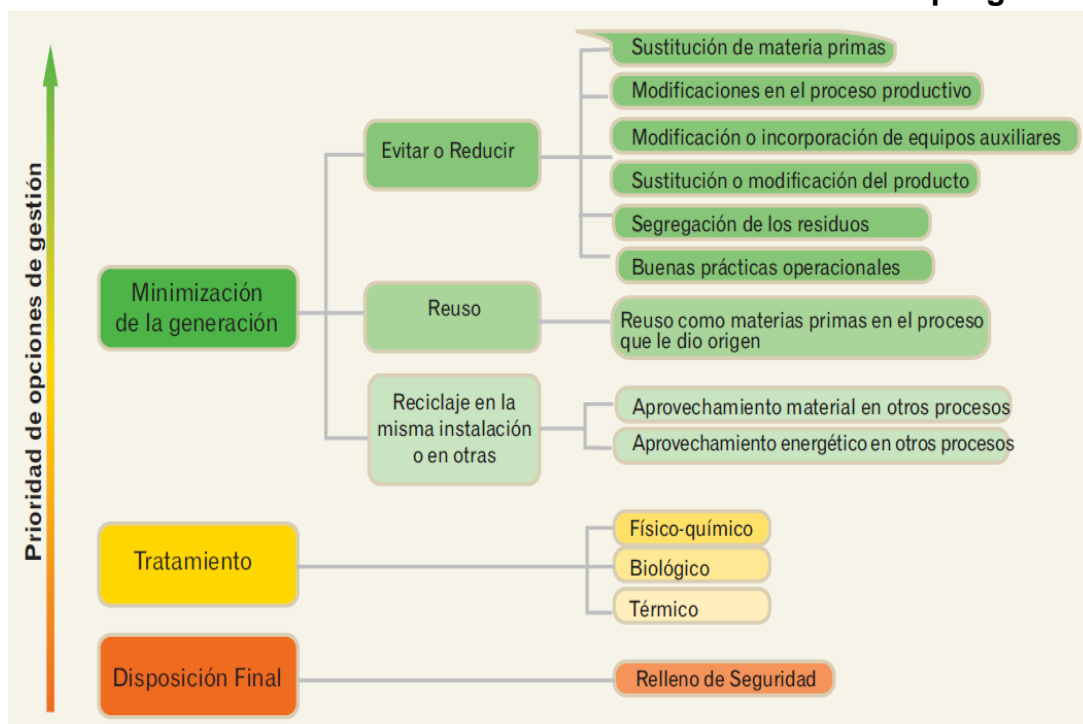 Sustitución de materia primas
Modificaciones en el proceso productivo
Evitar o Reducir
Modificación o incorporación de equipos auxiliares
Sustitución o modificación del producto
Segregación de los residuos
Buenas prácticas operacionales
Prioridad de opciones de gestión
Minimización
de la generación
Reuso
Reuso como materias primas en el proceso
que le dio origen
Reciclaje en la
misma instalación
o en otras
Aprovechamiento material en otros procesos
Aprovechamiento energético en otros procesos
Tratamiento
Físico-químico
Biológico
Térmico
Disposición Final
Relleno de Seguridad